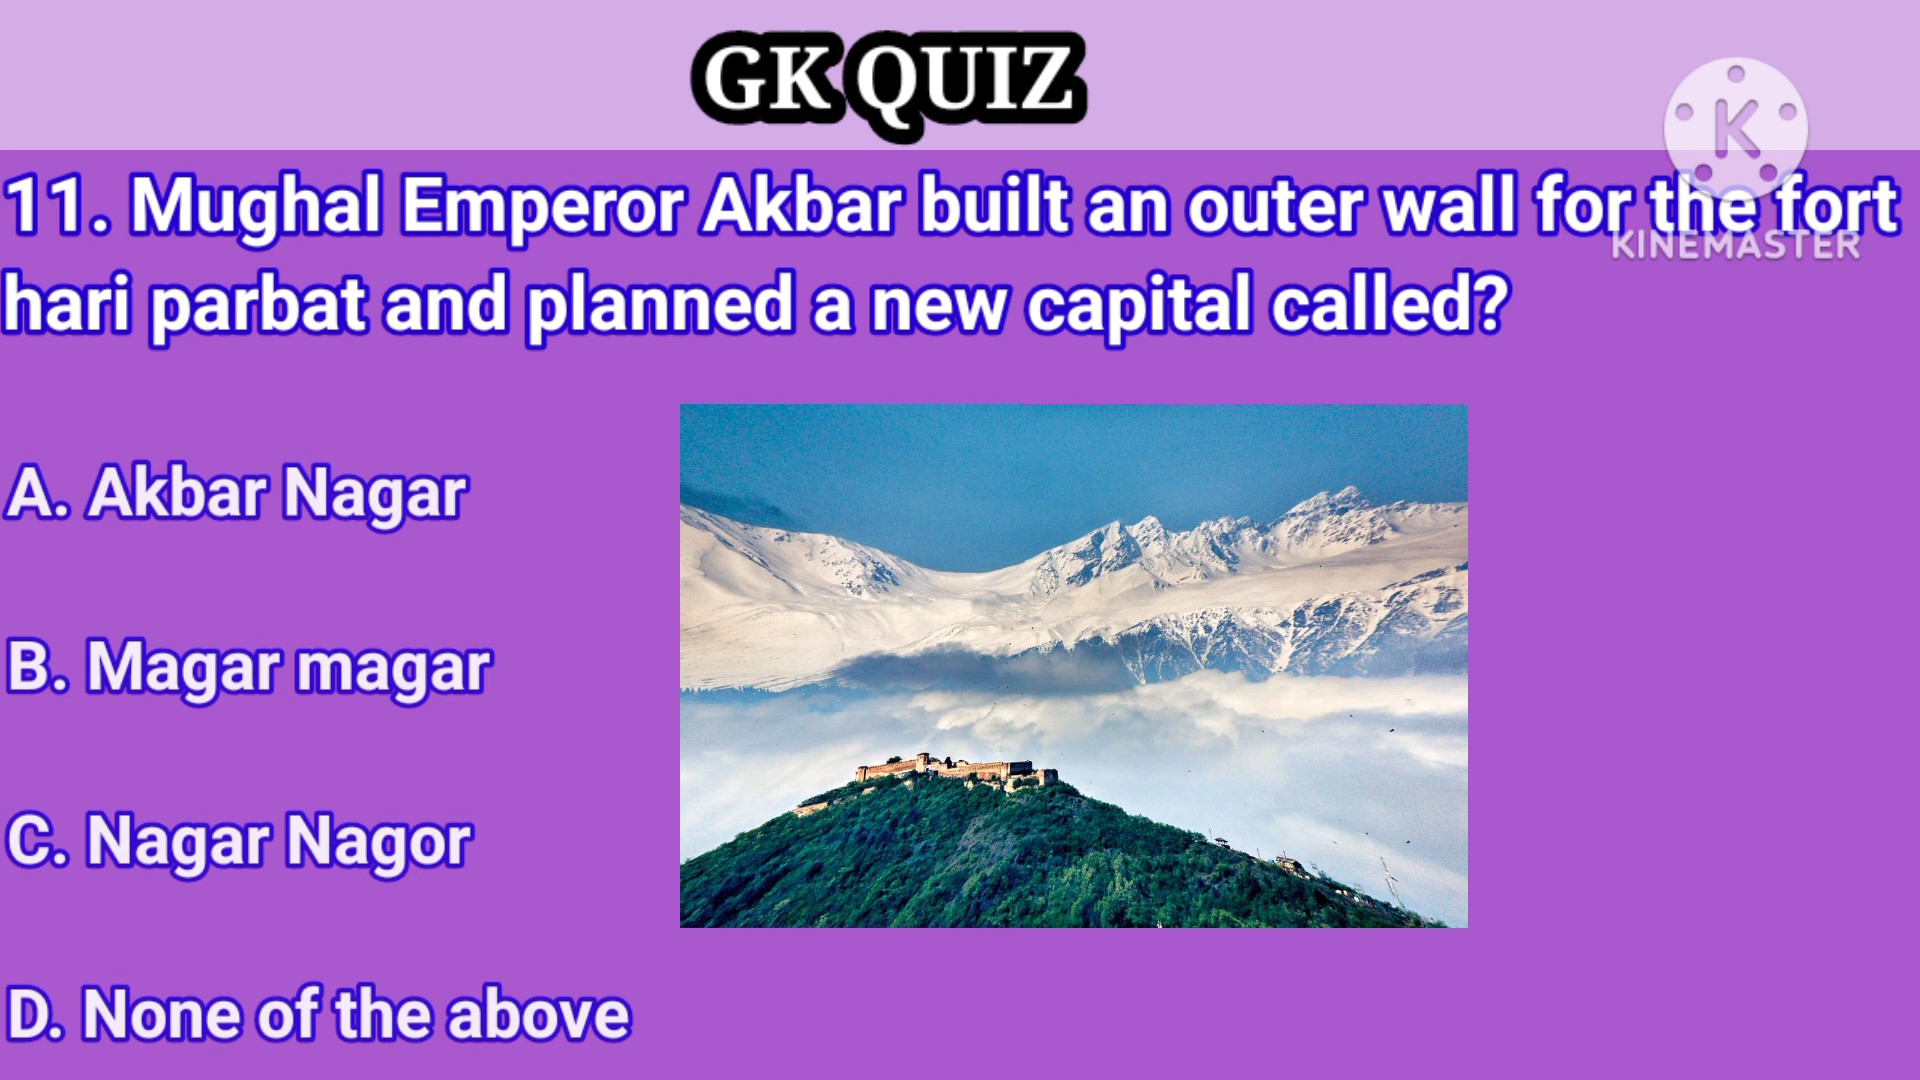 GK QUIZ
K
KINEMASTER
11. Mughal Emperor Akbar built an outer wall for the fort
hari parbat and planned a new capital called?
A. Akbar Nagar
B. Magar magar
C. Nagar Nagor
D. None of the above